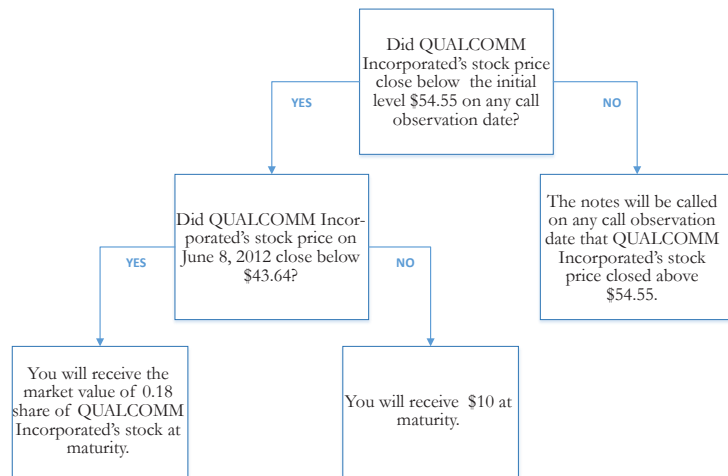 Did QUALCOMM
Incorporated's stock price
close below the initial
level $54.55 on any call
observation date?
YES
NO
Did QUALCOMM Incor-
porated's stock price on
June 8, 2012 close below
$43.64?
The notes will be called
on any call observation
date that QUALCOMM
Incorporated's stock
price closed above
$54.55.
YES
NO
You will receive the
market value of 0.18
share of QUALCOMM
Incorporated's stock at
maturity.
You will receive $10 at
maturity.